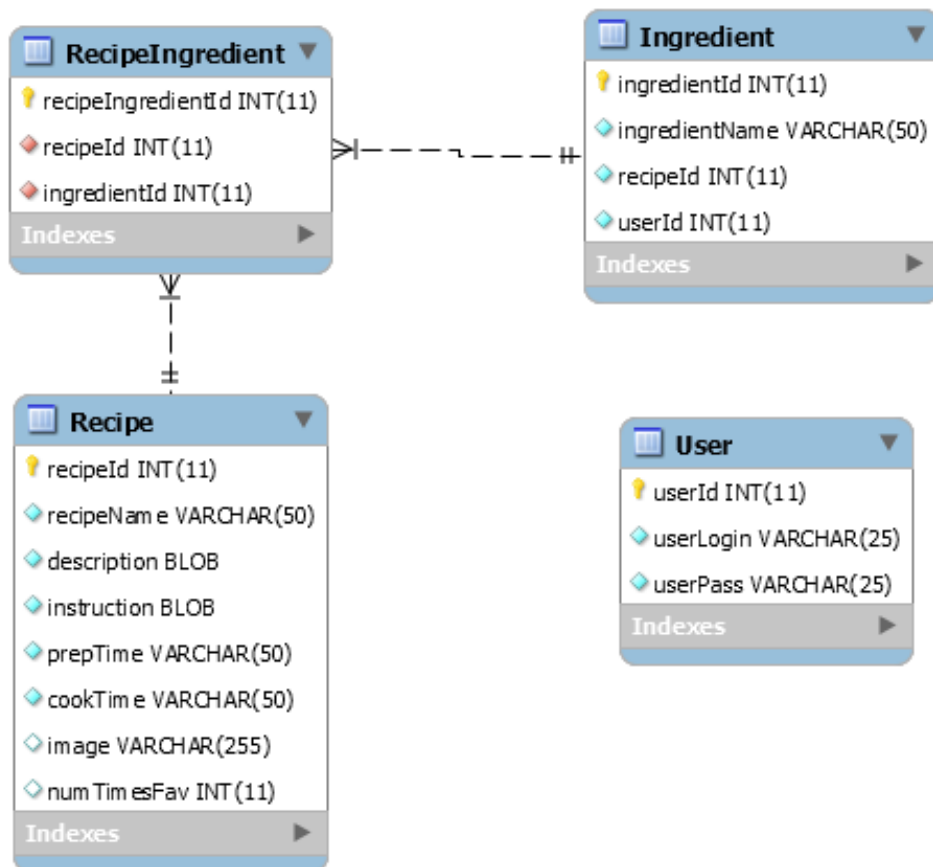 RecipeIngredient
recipeIngredientId INT(11)
recipeId INT(11)
ingredientId INT(11)
Indexes
Ingredient
ingredientId INT(11)
ingredientName VARCHAR(50)
recipeId INT(11)
userId INT(11)
Indexes
Recipe
recipeId INT(11)
recipeName VARCHAR(50)
description BLOB
instruction BLOB
prepTime VARCHAR(50)
cookTime VARCHAR(50)
image VARCHAR(255)
numTimesFav INT(11)
Indexes
User
userId INT(11)
userLogin VARCHAR(25)
userPass VARCHAR(25)
Indexes